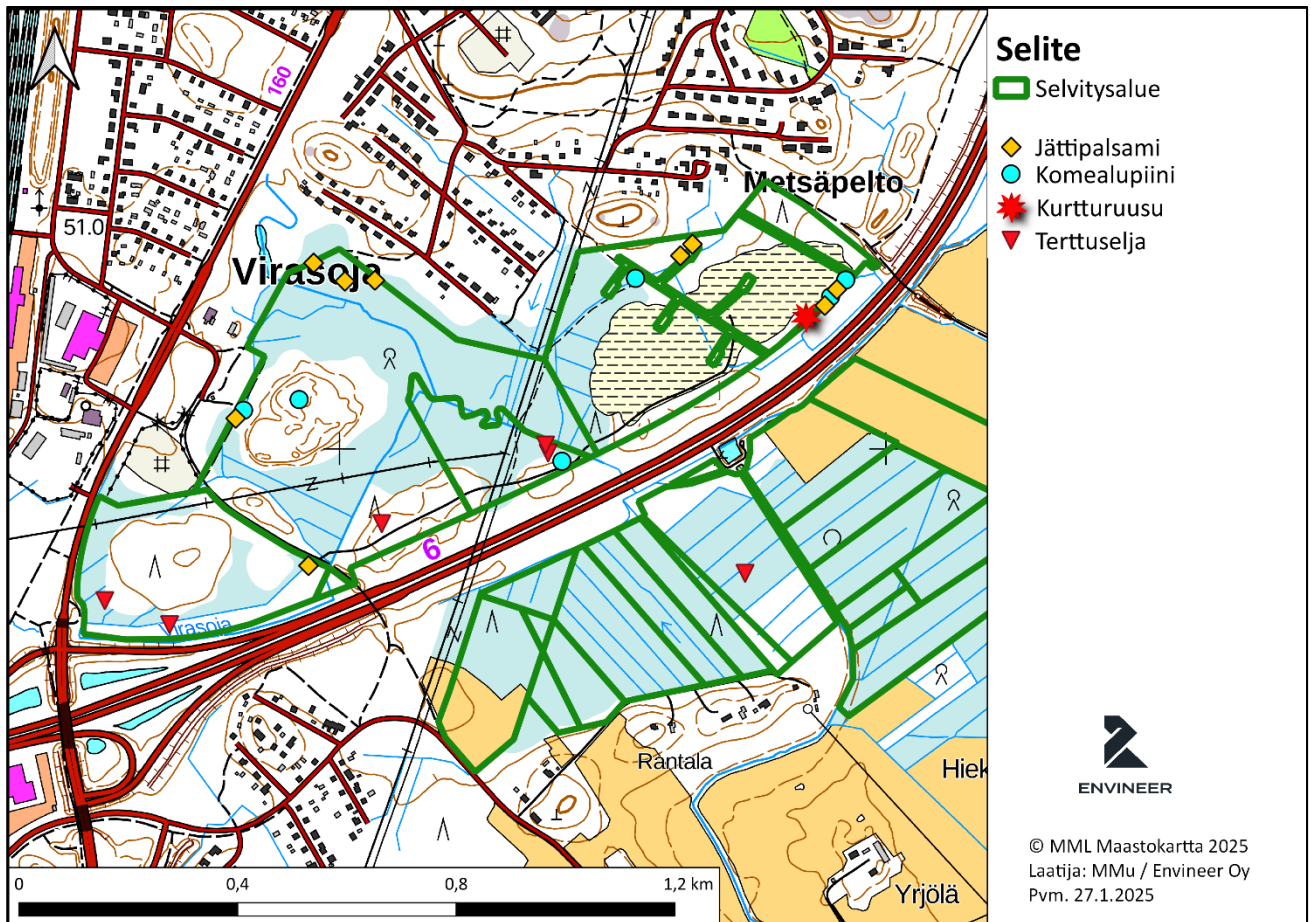 160
51.0
Virasoja
Metsäpelto
6
Virasoja
Rantala
Hiek
Yrjölä
0 0,4 0,8 1,2 km
Selite
Selvitysalue
Jättipalsami
Komealupiini
Kurtturuusu
Terttuselja
ENVINEER
© MML Maastokartta 2025
Laatija: MMu / Envineer Oy
Pvm. 27.1.2025